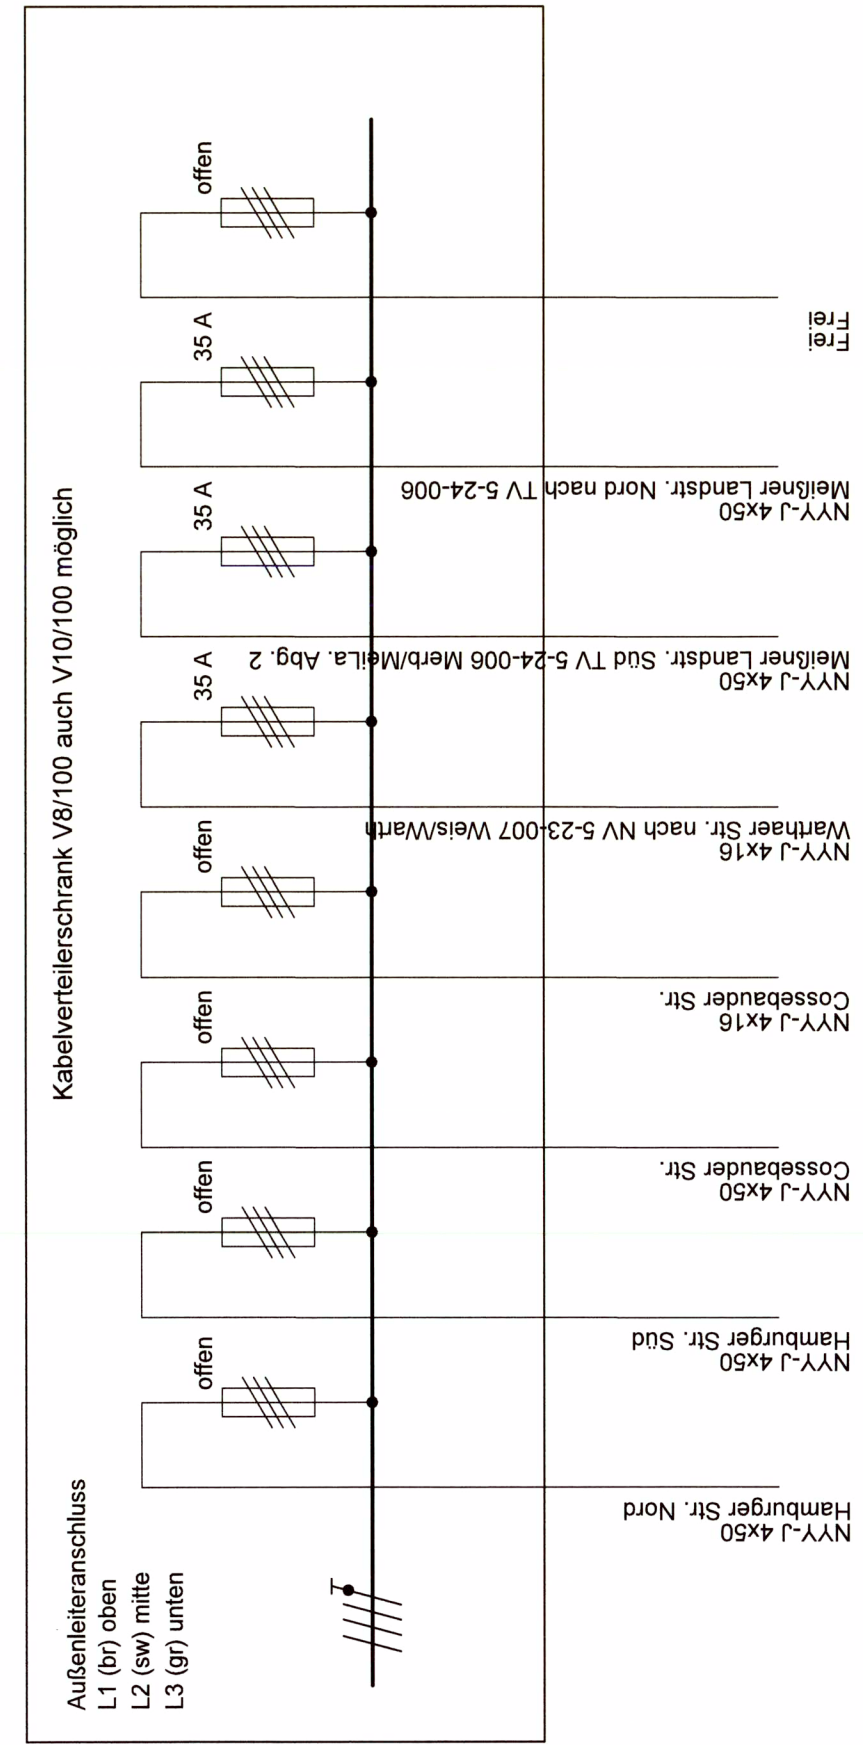 Kabelverteilerschrank V8/100 auch V10/100 möglich
Außenleiteranschluss
L1 (br) oben
L2 (sw) mitte
L3 (gr) unten
offen
offen
offen
offen
35 A
35 A
35 A
offen
NYY-J 4x50
Hamburger Str. Nord
NYY-J 4x50
Hamburger Str. Süd
NYY-J 4x50
Cossebauder Str.
NYY-J 4x16
Cossebauder Str.
NYY-J 4x16
Warthaer Str. nach NV 5-23-007 Weis/Warth
NYY-J 4x50
Meißner Landstr. Süd TV 5-24-006 Merb/MeiLa. Abg. 2
NYY-J 4x50
Meißner Landstr. Nord nach TV 5-24-006
Frei
Frei